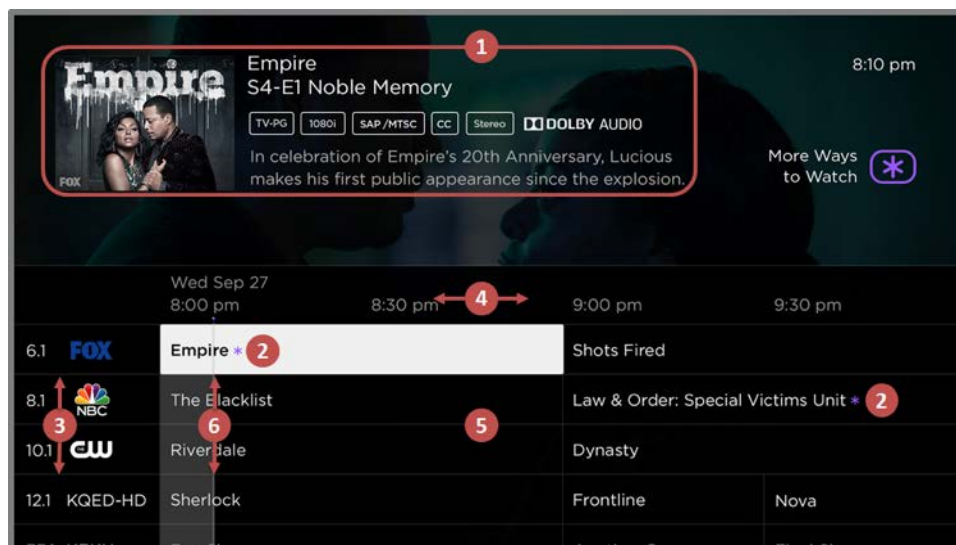 1
Empire
Empire
S4-E1 Noble Memory
TV-PG 1080i SAP/MTSC CC Stereo DOLBY AUDIO
In celebration of Empire's 20th Anniversary, Lucious
makes his first public appearance since the explosion.
FOX
8:10 pm
More Ways
to Watch *
Wed Sep 27
8:00 pm 8:30 pm 4 9:00 pm 9:30 pm
6.1 FOX Empire * 2 Shots Fired
8.1 NBC The Blacklist Law & Order: Special Victims Unit * 2
3 6 5
10.1 CW Riverdale Dynasty
12.1 KQED-HD Sherlock Frontline Nova